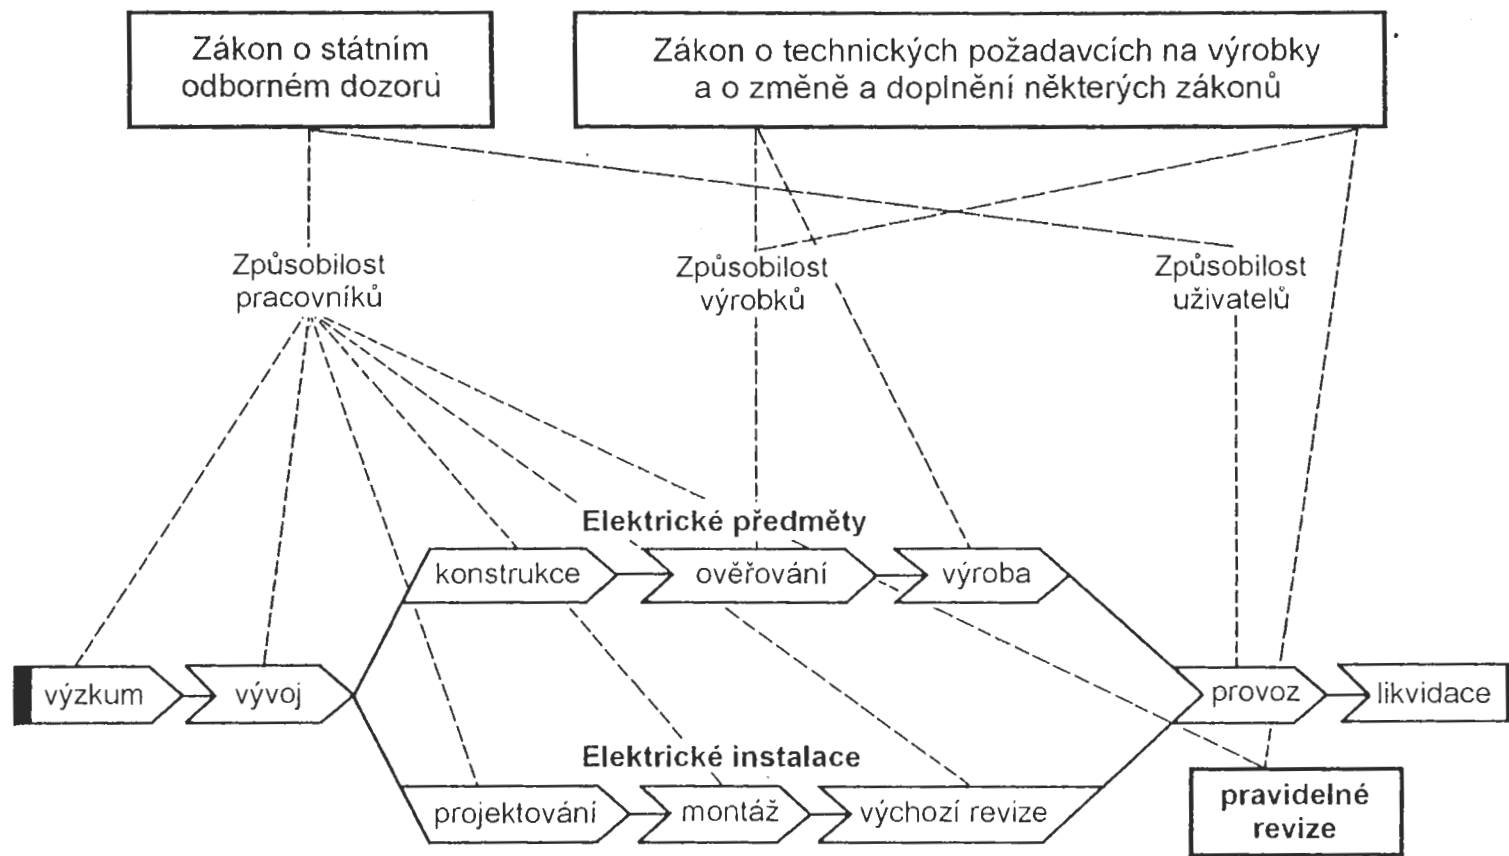 Zákon o státním
odborném dozoru
Zákon o technických požadavcích na výrobky
a o změně a doplnění některých zákonů
Způsobilost
pracovníků
Způsobilost
výrobků
Způsobilost
uživatelů
Elektrické předměty
konstrukce
ověřování
výroba
výzkum
vývoj
provoz
likvidace
Elektrické instalace
projektování
montáž
výchozí revize
pravidelné
revize